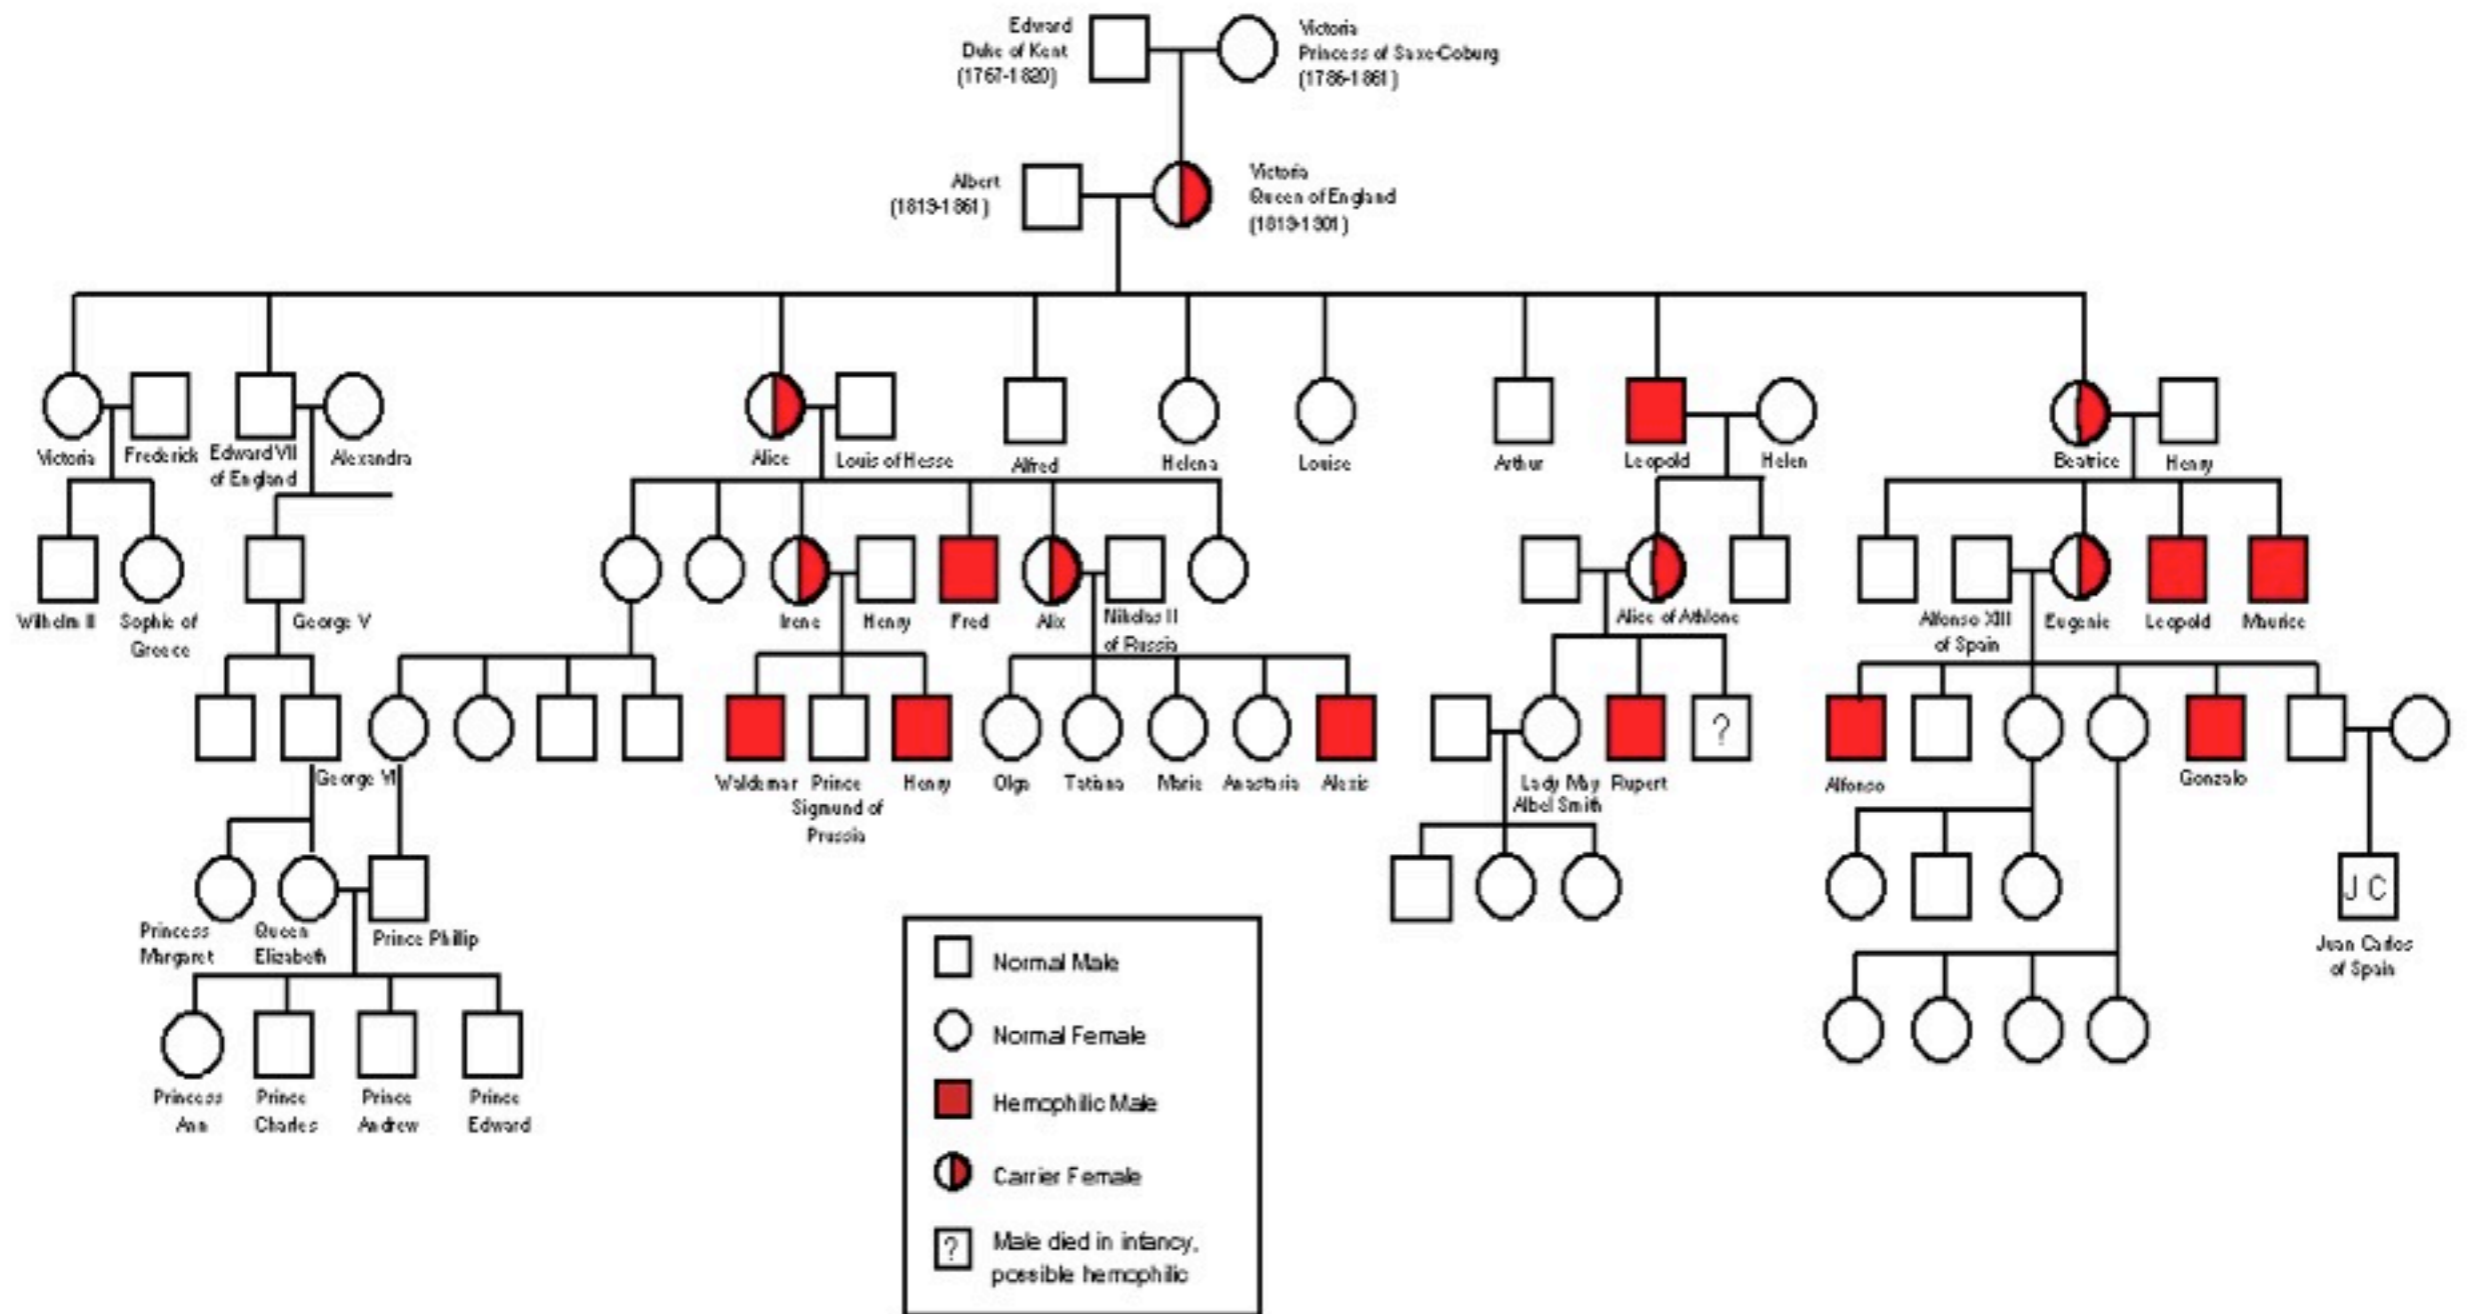 Edward
Duke of Kent
(1767-1820)
Victoria
Princess of Saxe-Coburg
(1786-1861)
Albert
(1819-1861)
Victoria
Queen of England
(1819-1901)
Victoria
Frederick
Edward VII
of England
Alexandra
Alice
Louis of Hesse
Alfred
Helena
Louise
Arthur
Leopold
Helen
Beatrice
Henry
Wilhelm II
Sophie of
Greece
George V
Irene
Henry
Fred
Alix
Nikolas II
of Russia
Alice of Athlone
Alfonso XIII
of Spain
Eugenie
Leopold
Maurice
George VI
Waldemar
Prince
Sigmund of
Prussia
Henry
Olga
Tatiana
Marie
Anastasia
Alexis
Lady May
Albel Smith
Rupert
?
Alfonso
Gonzalo
Princess
Margaret
Queen
Elizabeth
Prince Phillip
J C
Juan Carlos
of Spain
Princess
Ann
Prince
Charles
Prince
Andrew
Prince
Edward
Normal Male
Normal Female
Hemophilic Male
Carrier Female
?
Male died in infancy,
possible hemophilic